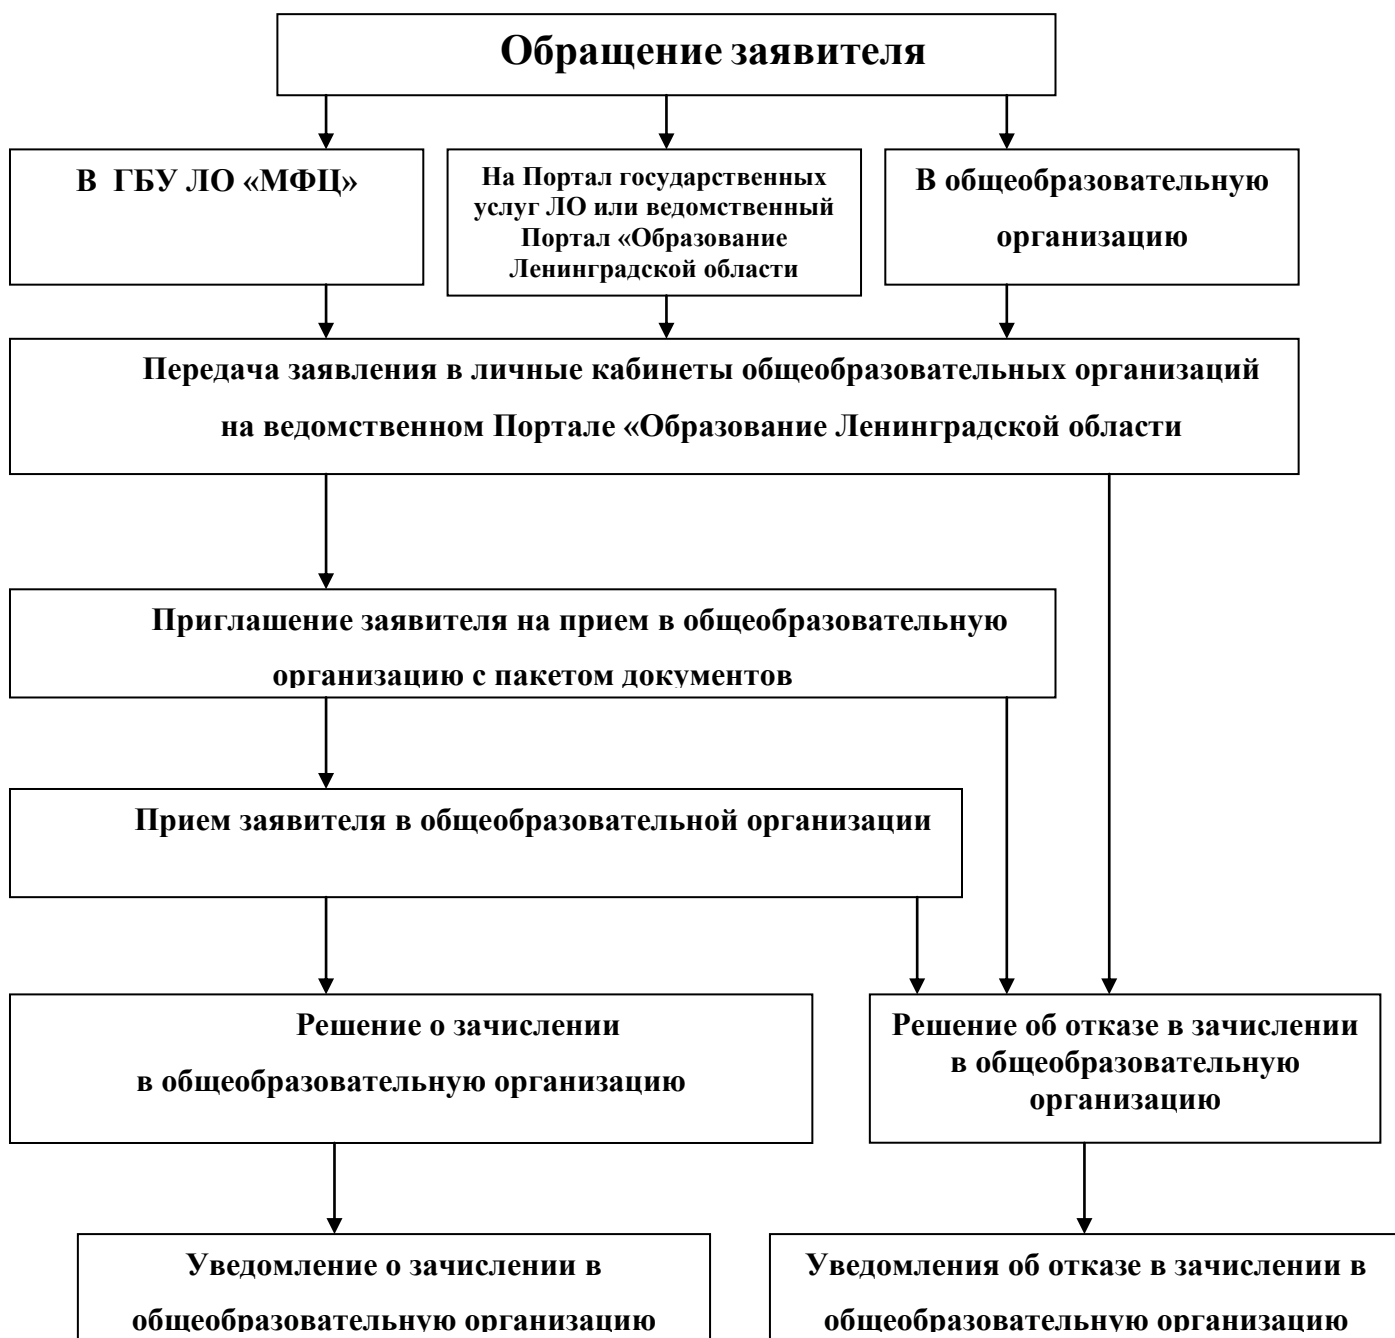 Обращение заявителя
В ГБУ ЛО «МФЦ»
На Портал государственных
услуг ЛО или ведомственный
Портал «Образование
Ленинградской области
В общеобразовательную
организацию
Передача заявления в личные кабинеты общеобразовательных организаций
на ведомственном Портале «Образование Ленинградской области
Приглашение заявителя на прием в общеобразовательную
организацию с пакетом документов
Прием заявителя в общеобразовательной организации
Решение о зачислении
в общеобразовательную организацию
Решение об отказе в зачислении
в общеобразовательную
организацию
Уведомление о зачислении в
общеобразовательную организацию
Уведомления об отказе в зачислении в
общеобразовательную организацию